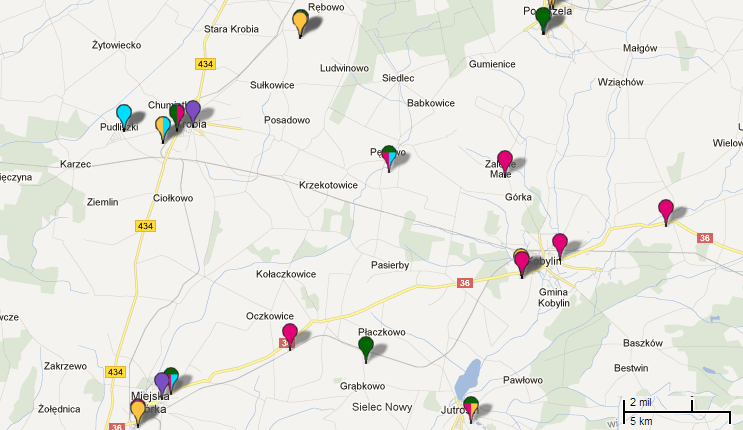 Rębowo
Pogorzela
Stara Krobia
Żytowiecko
Małgów
434
Gumienice
Ludwinowo
Siedlec
Wziąchów
Sułkowice
Babkowice
Posadowo
Pudliszki
Karzec
Zalesie
Małe
Krzekotowice
Górka
Ciołkowo
Ziemlin
434
36
Kobylin
Pasierby
Kołaczkowice
36
Gmina
Kobylin
Oczkowice
Płaczkowo
Baszków
Zakrzewo
434
Bestwin
Pawłowo
Grąbkowo
Miejska
Górka
2 mil
Żołędnica
Sielec Nowy
5 km
36